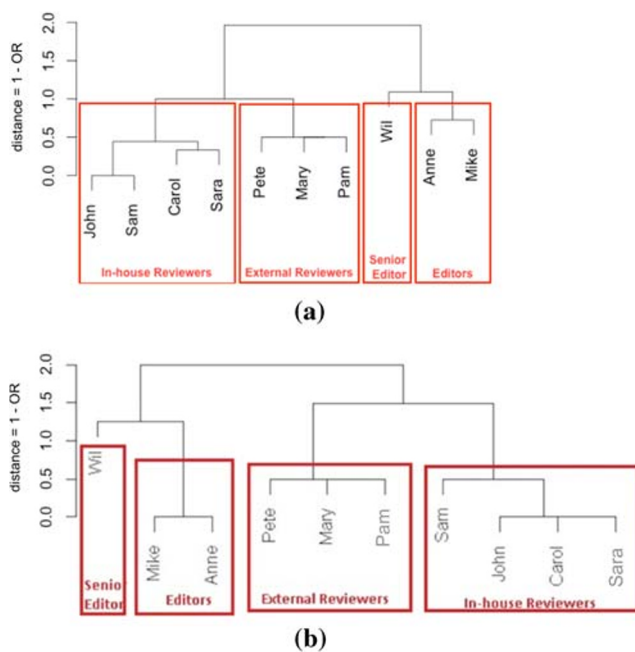 distance = 1 - OR
2.0
1.5
1.0
0.5
0.0
John
Sam
Carol
Sara
Pete
Mary
Pam
Wil
Anne
Mike
In-house Reviewers
External Reviewers
Senior
Editor
Editors
(a)
distance = 1 - OR
2.0
1.5
1.0
0.5
0.0
Wil
Mike
Anne
Pete
Mary
Pam
Sam
John
Carol
Sara
Senior
Editor
Editors
External Reviewers
In-house Reviewers
(b)